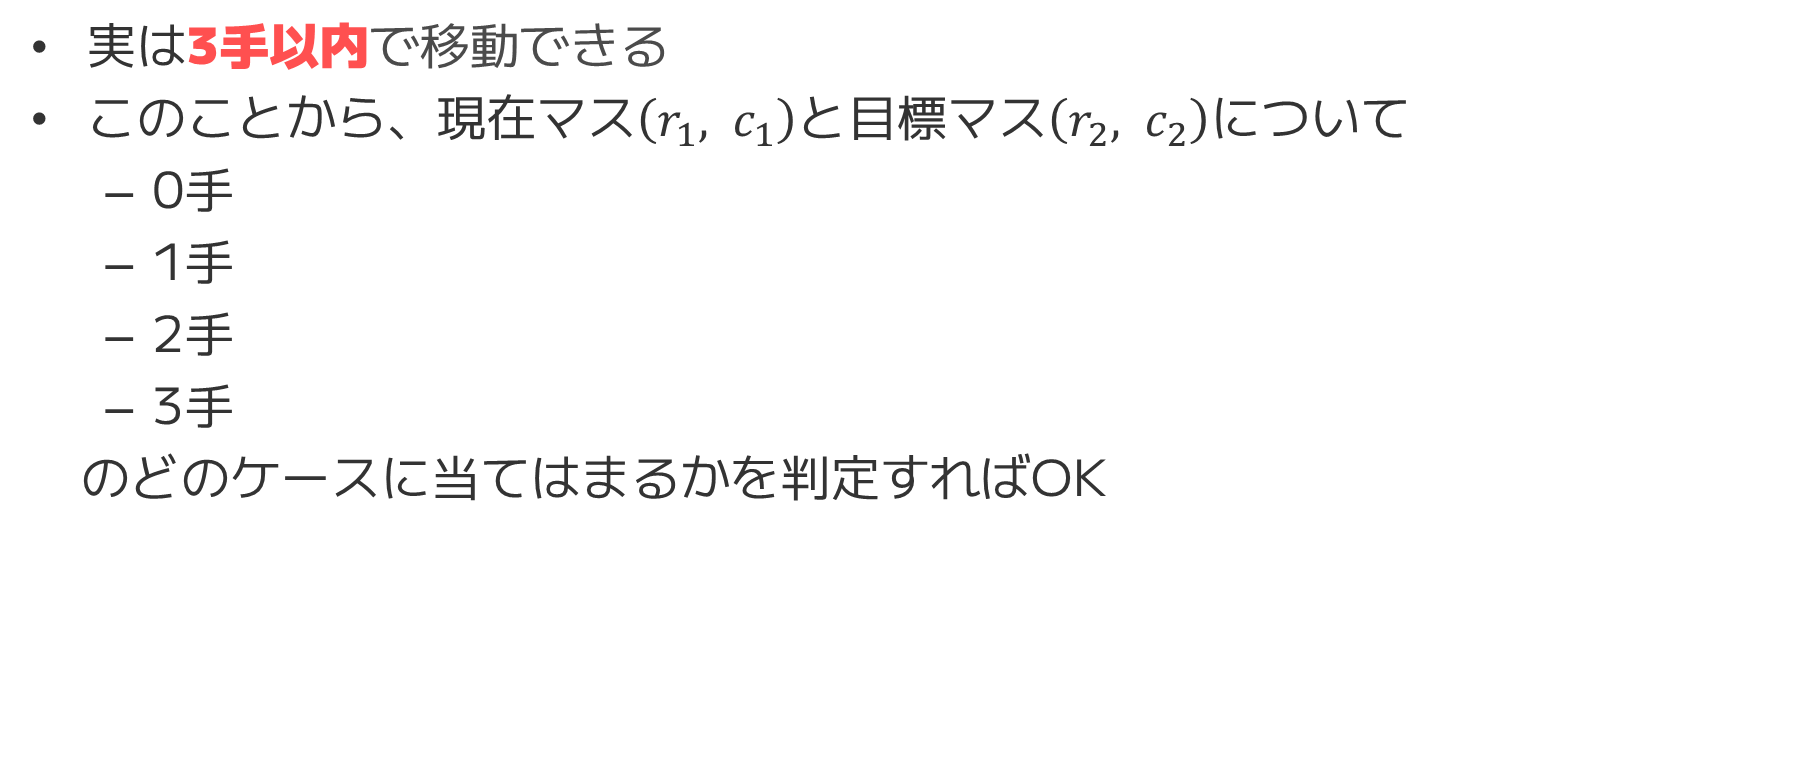 • 実は3手以内で移動できる
• このことから、現在マス(r₁, c₁)と目標マス(r₂, c₂)について
– 0手
– 1手
– 2手
– 3手
のどのケースに当てはまるかを判定すればOK